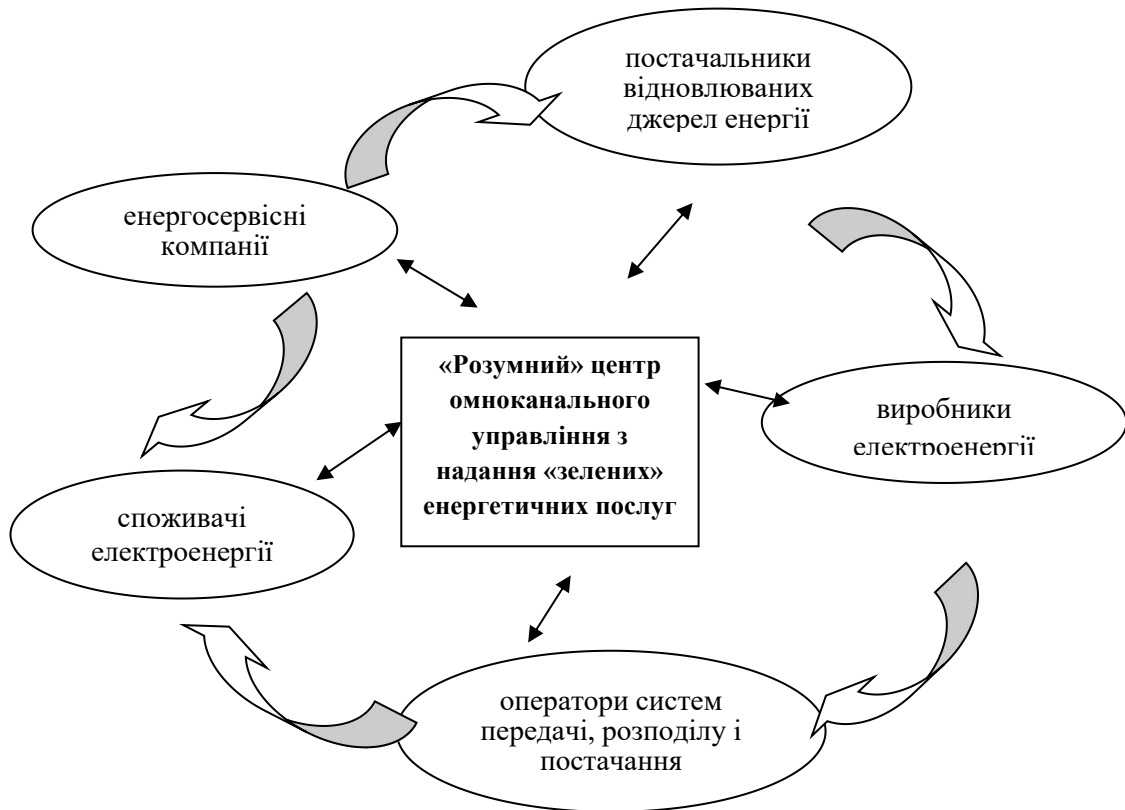 постачальники
відновлюваних
джерел енергії
енергосервісні
компанії
«Розумний» центр
омноканального
управління з
надання «зелених»
енергетичних послуг
виробники
електроенергії
споживачі
електроенергії
оператори систем
передачі, розподілу і
постачання